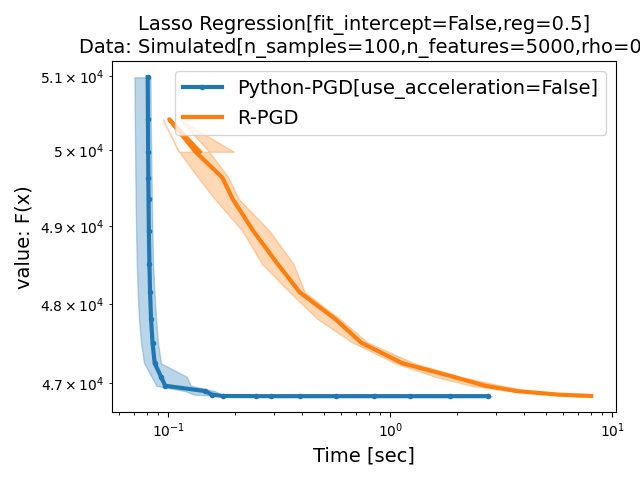 Lasso Regression[fit_intercept=False,reg=0.5]
Data: Simulated[n_samples=100,n_features=5000,rho=0
5.1 × 10⁴
5 × 10⁴
4.9 × 10⁴
4.8 × 10⁴
4.7 × 10⁴
value: F(x)
Python-PGD[use_acceleration=False]
R-PGD
10⁻¹
10⁰
10¹
Time [sec]